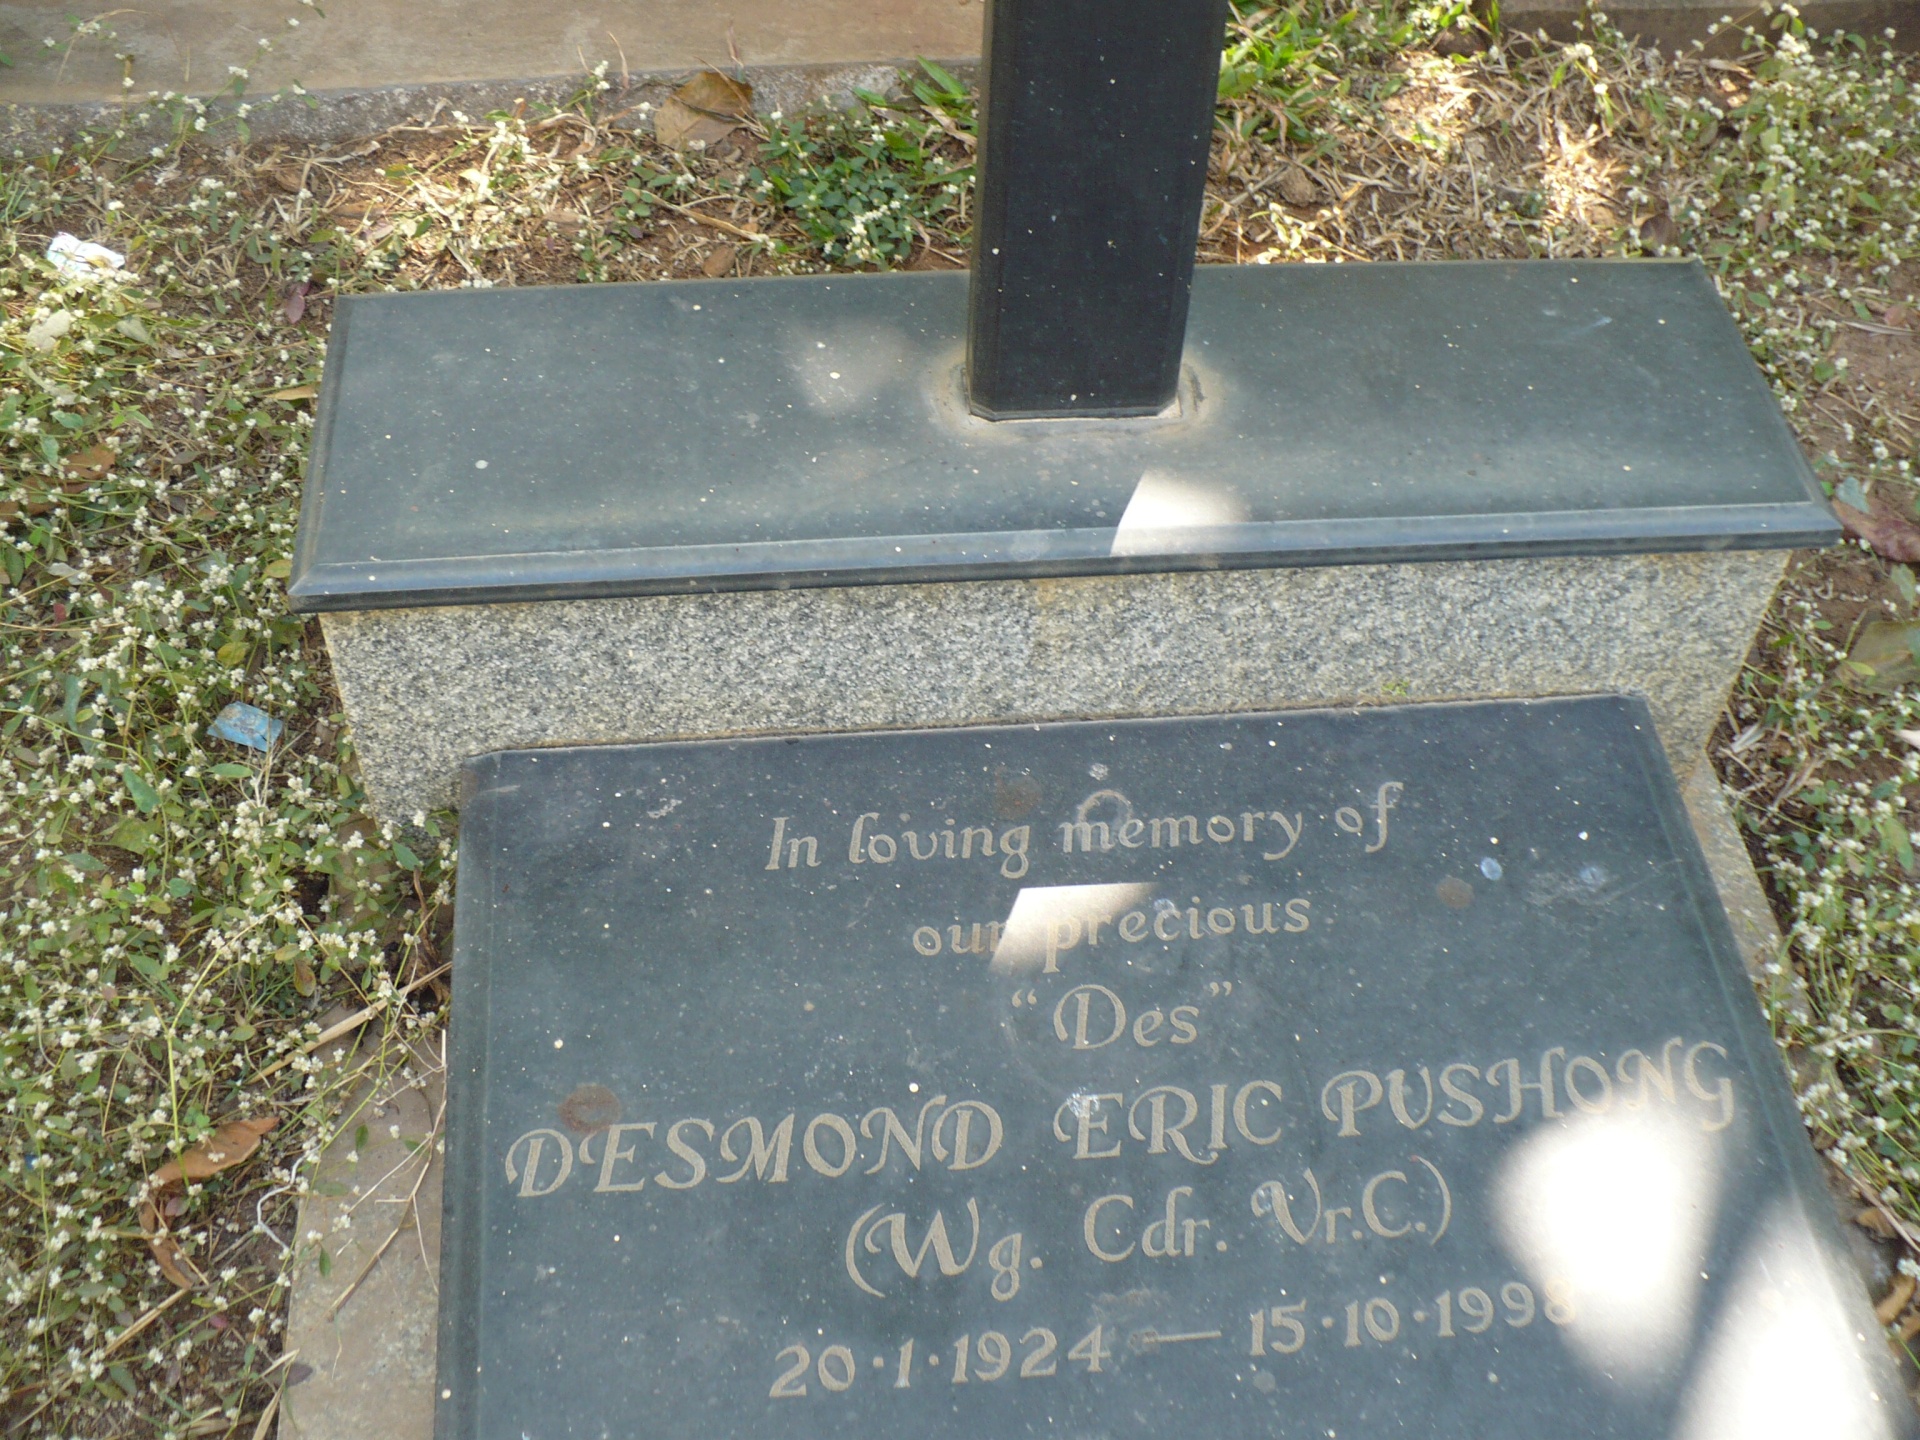 In loving memory of
our precious
“Des”
DESMOND ERIC PUSHONG
(Wg. Cdr. Vr.C.)
20·1·1924 — 15·10·1998